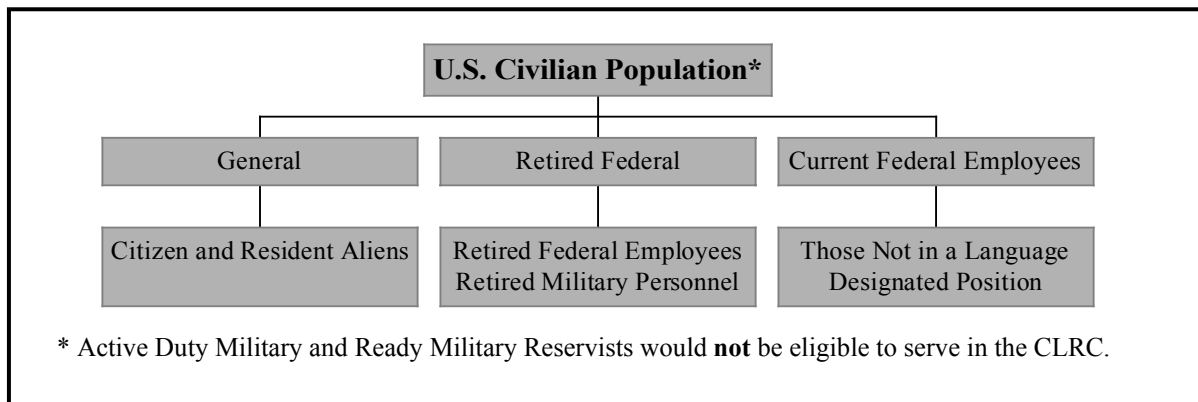 U.S. Civilian Population*
General
Retired Federal
Current Federal Employees
Citizen and Resident Aliens
Retired Federal Employees
Retired Military Personnel
Those Not in a Language
Designated Position
* Active Duty Military and Ready Military Reservists would not be eligible to serve in the CLRC.